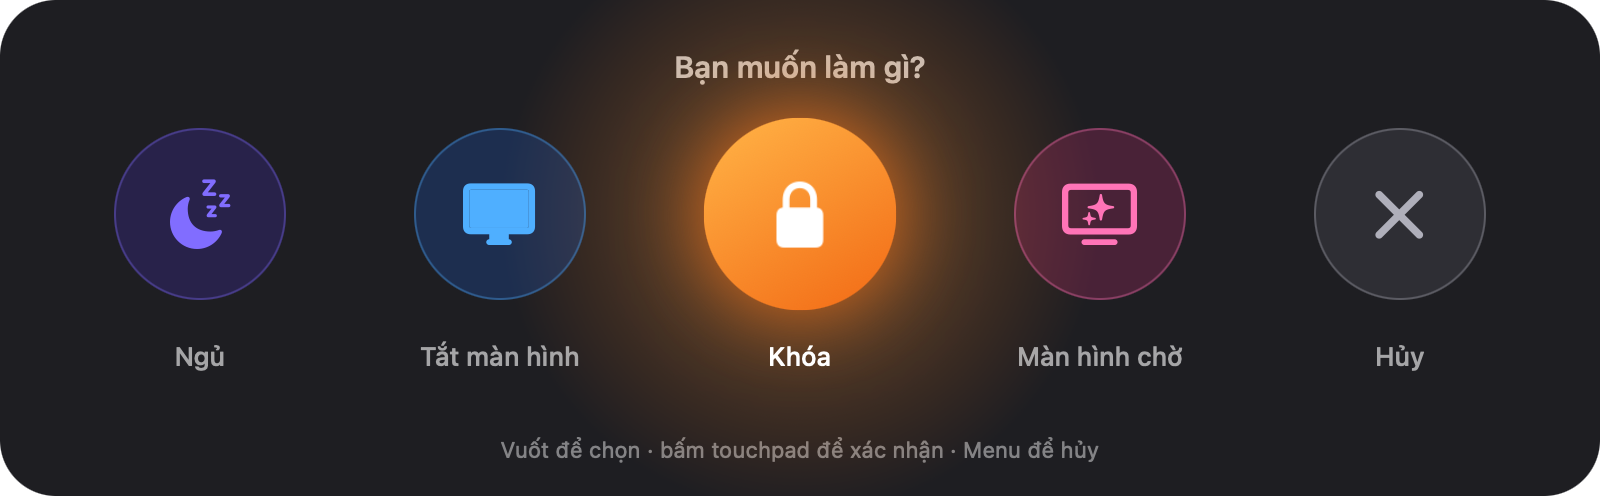 Bạn muốn làm gì?
Ngủ
Tắt màn hình
Khóa
Màn hình chờ
Hủy
Vuốt để chọn · bấm touchpad để xác nhận · Menu để hủy